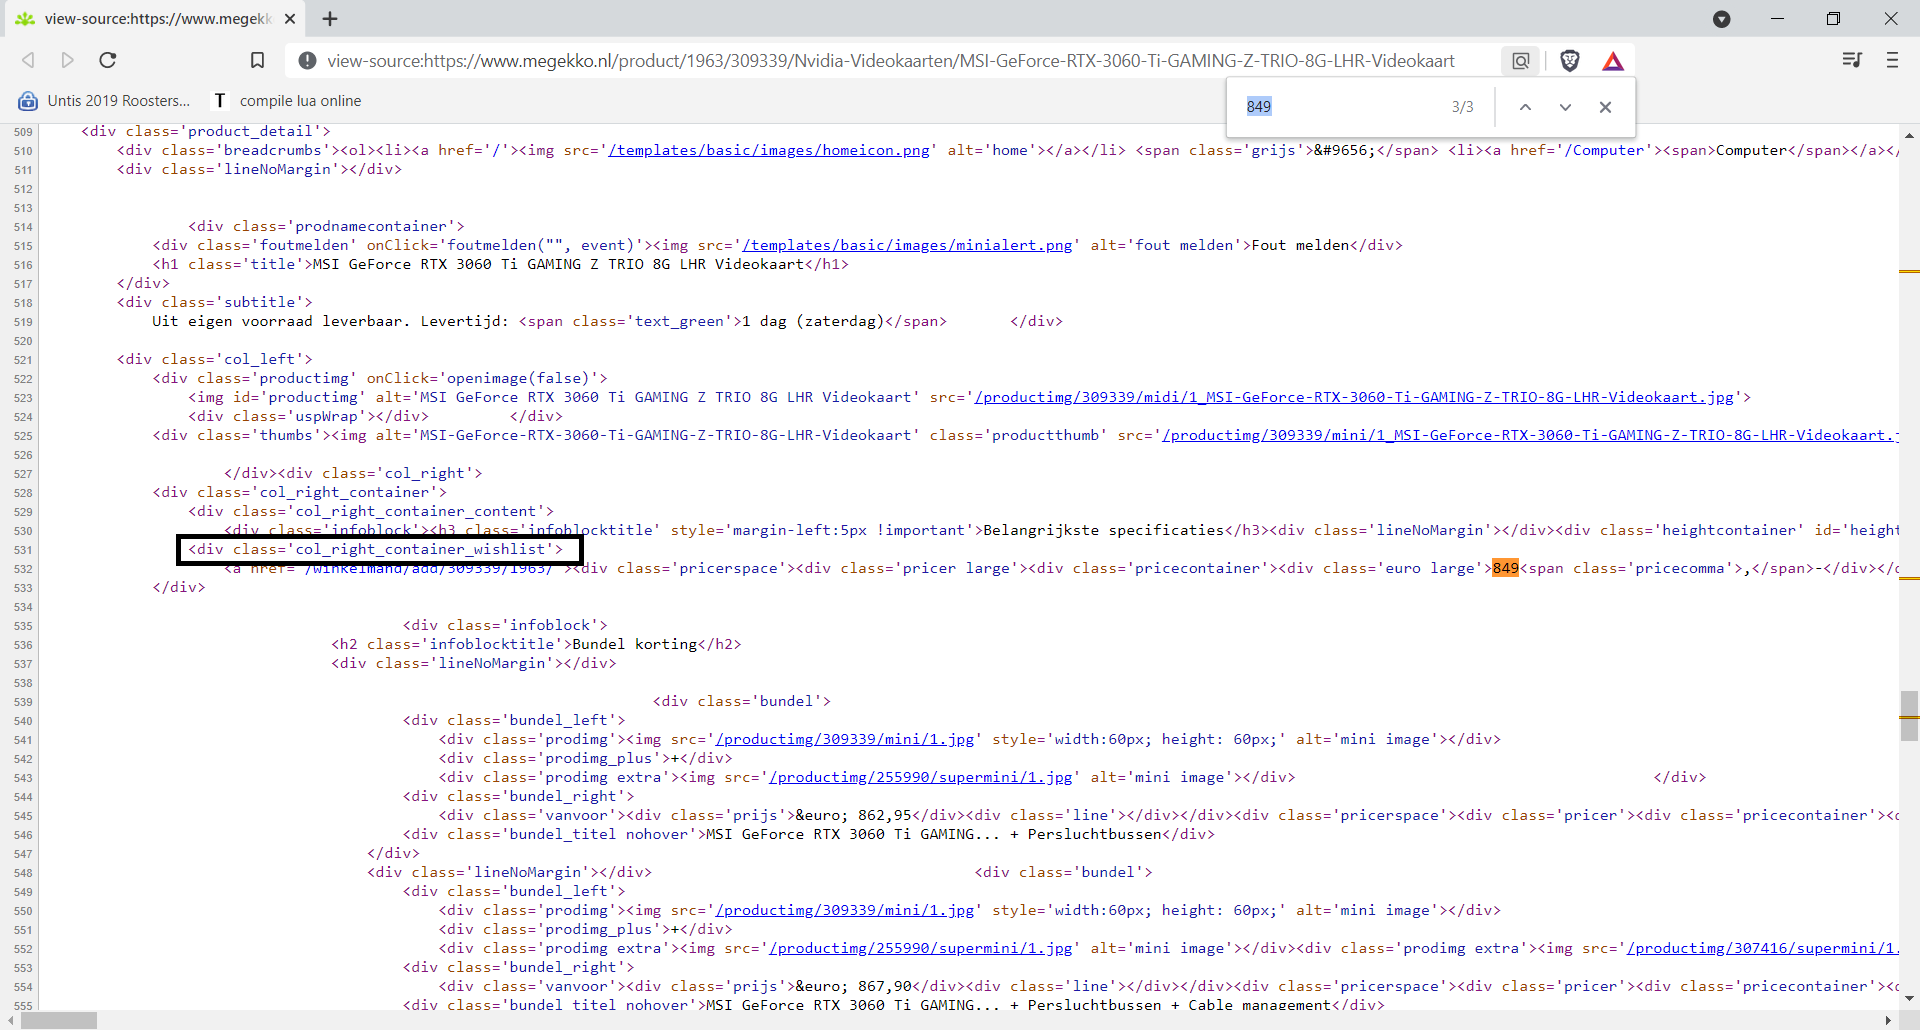 view-source:https://www.megekk
view-source:https://www.megekko.nl/product/1963/309339/Nvidia-Videokaarten/MSI-GeForce-RTX-3060-Ti-GAMING-Z-TRIO-8G-LHR-Videokaart
Untis 2019 Roosters... T compile lua online
849 3/3
509 <div class='product_detail'>
510 <div class='breadcrumbs'><ol><li><a href='/'><img src='/templates/basic/images/homeicon.png' alt='home'></a></li> <span class='grijs'>&#9656;</span> <li><a href='/Computer'><span>Computer</span></a></
511 <div class='lineNoMargin'></div>
512
513
514 <div class='prodnamecontainer'>
515 <div class='foutmelden' onClick='foutmelden("", event)'><img src='/templates/basic/images/minialert.png' alt='fout melden'>Fout melden</div>
516 <h1 class='title'>MSI GeForce RTX 3060 Ti GAMING Z TRIO 8G LHR Videokaart</h1>
517 </div>
518 <div class='subtitle'>
519 Uit eigen voorraad leverbaar. Levertijd: <span class='text_green'>1 dag (zaterdag)</span> </div>
520
521 <div class='col_left'>
522 <div class='productimg' onClick='openimage(false)'>
523 <img id='productimg' alt='MSI GeForce RTX 3060 Ti GAMING Z TRIO 8G LHR Videokaart' src='/productimg/309339/midi/1_MSI-GeForce-RTX-3060-Ti-GAMING-Z-TRIO-8G-LHR-Videokaart.jpg'>
524 <div class='uspWrap'></div> </div>
525 <div class='thumbs'><img alt='MSI-GeForce-RTX-3060-Ti-GAMING-Z-TRIO-8G-LHR-Videokaart' class='productthumb' src='/productimg/309339/mini/1_MSI-GeForce-RTX-3060-Ti-GAMING-Z-TRIO-8G-LHR-Videokaart.j
526
527 </div><div class='col_right'>
528 <div class='col_right_container'>
529 <div class='col_right_container_content'>
530 <div class='infoblock'><h3 class='infoblocktitle' style='margin-left:5px !important'>Belangrijkste specificaties</h3><div class='lineNoMargin'></div><div class='heightcontainer' id='height
531 <div class='col_right_container_wishlist'>
532 <a href='/winkelmand/add/309339/1963/'><div class='pricerspace'><div class='pricer large'><div class='pricecontainer'><div class='euro large'>849<span class='pricecomma'>,</span>-</div></d
533 </div>
534
535 <div class='infoblock'>
536 <h2 class='infoblocktitle'>Bundel korting</h2>
537 <div class='lineNoMargin'></div>
538
539 <div class='bundel'>
540 <div class='bundel_left'>
541 <div class='prodimg'><img src='/productimg/309339/mini/1.jpg' style='width:60px; height: 60px;' alt='mini image'></div>
542 <div class='prodimg_plus'>+</div>
543 <div class='prodimg extra'><img src='/productimg/255990/supermini/1.jpg' alt='mini image'></div> </div>
544 <div class='bundel_right'>
545 <div class='vanvoor'><div class='prijs'>&euro; 862,95</div><div class='line'></div></div><div class='pricerspace'><div class='pricer'><div class='pricecontainer'><d
546 <div class='bundel_titel nohover'>MSI GeForce RTX 3060 Ti GAMING... + Persluchtbussen</div>
547 </div>
548 <div class='lineNoMargin'></div> <div class='bundel'>
549 <div class='bundel_left'>
550 <div class='prodimg'><img src='/productimg/309339/mini/1.jpg' style='width:60px; height: 60px;' alt='mini image'></div>
551 <div class='prodimg_plus'>+</div>
552 <div class='prodimg extra'><img src='/productimg/255990/supermini/1.jpg' alt='mini image'></div><div class='prodimg extra'><img src='/productimg/307416/supermini/1.
553 <div class='bundel_right'>
554 <div class='vanvoor'><div class='prijs'>&euro; 867,90</div><div class='line'></div></div><div class='pricerspace'><div class='pricer'><div class='pricecontainer'><d
555 <div class='bundel_titel nohover'>MSI GeForce RTX 3060 Ti GAMING... + Persluchtbussen + Cable management</div>